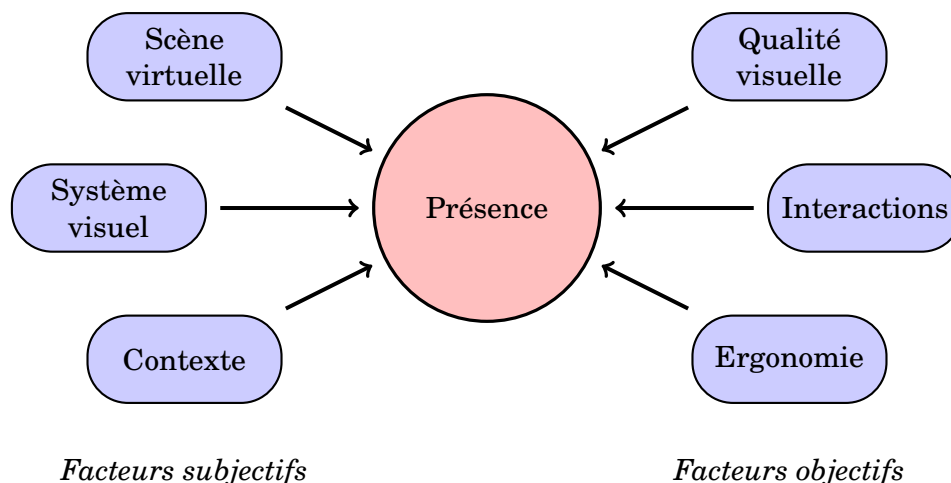 Scène
virtuelle
Qualité
visuelle
Système
visuel
Présence
Interactions
Contexte
Ergonomie
Facteurs subjectifs
Facteurs objectifs